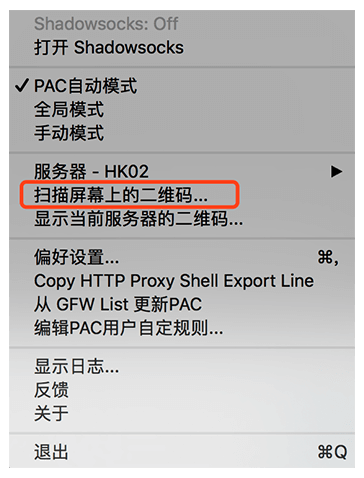 Shadowsocks: Off
打开 Shadowsocks
✓ PAC自动模式
全局模式
手动模式
服务器 - HK02 ▶
扫描屏幕上的二维码...
显示当前服务器的二维码...
偏好设置... ⌘,
Copy HTTP Proxy Shell Export Line
从 GFW List 更新PAC
编辑PAC用户自定规则...
显示日志...
反馈
关于
退出 ⌘Q